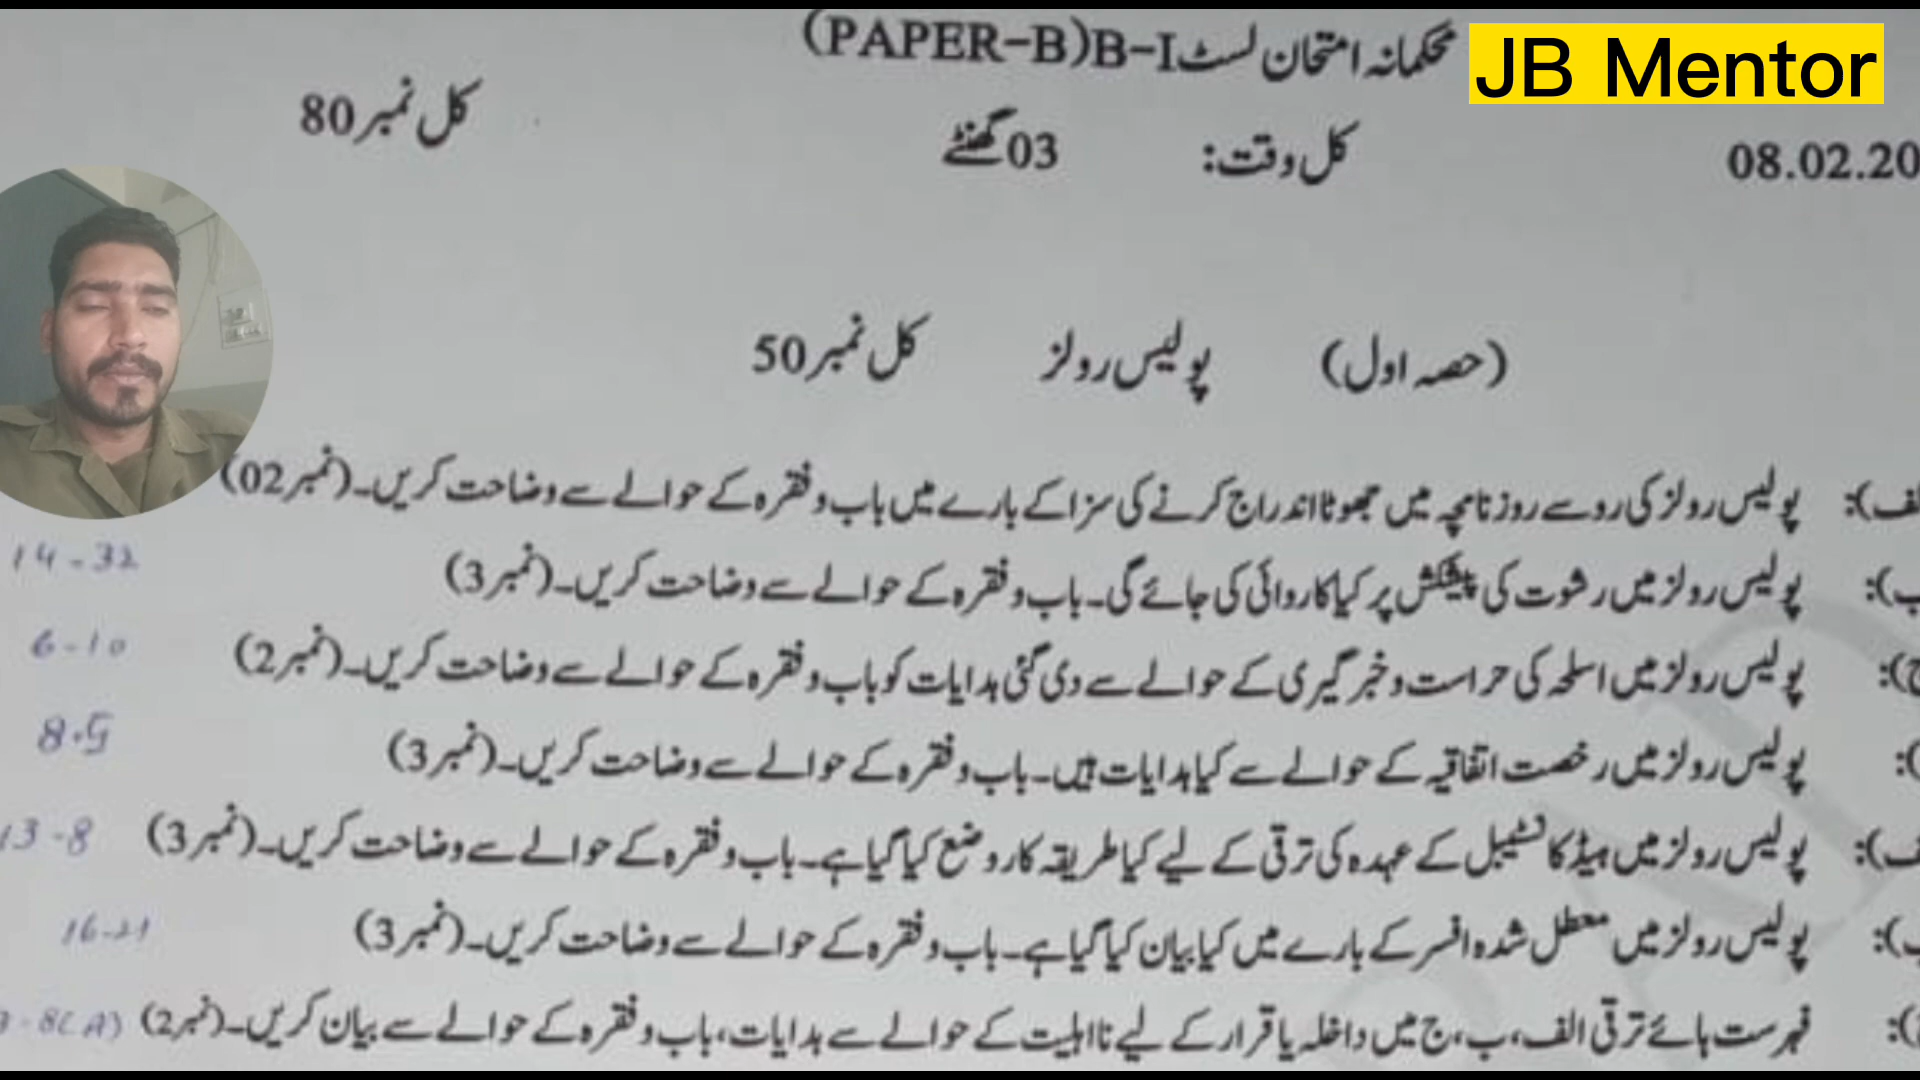 محکمانہ امتحان لسٹ B-I (PAPER-B)
JB Mentor
08.02.20 کل وقت: 03 گھنٹے کل نمبر 80
(حصہ اول) پولیس رولز کل نمبر 50
لف): پولیس رولز کی رو سے روزنامچہ میں جھوٹا اندراج کرنے کی سزا کے بارے میں باب و فقرہ کے حوالے سے وضاحت کریں۔ (نمبر 02)
14-32
ب): پولیس رولز میں رشوت کی پیشکش پر کیا کاروائی کی جائے گی۔ باب و فقرہ کے حوالے سے وضاحت کریں۔ (نمبر 3)
6-10
ج): پولیس رولز میں اسلحہ کی حراست و خبر گیری کے حوالے سے دی گئی ہدایات کو باب و فقرہ کے حوالے سے وضاحت کریں۔ (نمبر 2)
8.5
): پولیس رولز میں رخصت اتفاقیہ کے حوالے سے کیا ہدایات ہیں۔ باب و فقرہ کے حوالے سے وضاحت کریں۔ (نمبر 3)
13-8
ف): پولیس رولز میں ہیڈ کانسٹیبل کے عہدہ کی ترقی کے لیے کیا طریقہ کار وضع کیا گیا ہے۔ باب و فقرہ کے حوالے سے وضاحت کریں۔ (نمبر 3)
16-21
ب): پولیس رولز میں معطل شدہ افسر کے بارے میں کیا بیان کیا گیا ہے۔ باب و فقرہ کے حوالے سے وضاحت کریں۔ (نمبر 3)
): فہرست ہائے ترقی الف، ب، ج میں داخلہ یا قرار کے لیے نااہلیت کے حوالے سے ہدایات، باب و فقرہ کے حوالے سے بیان کریں۔ (نمبر 2)
-8(A)